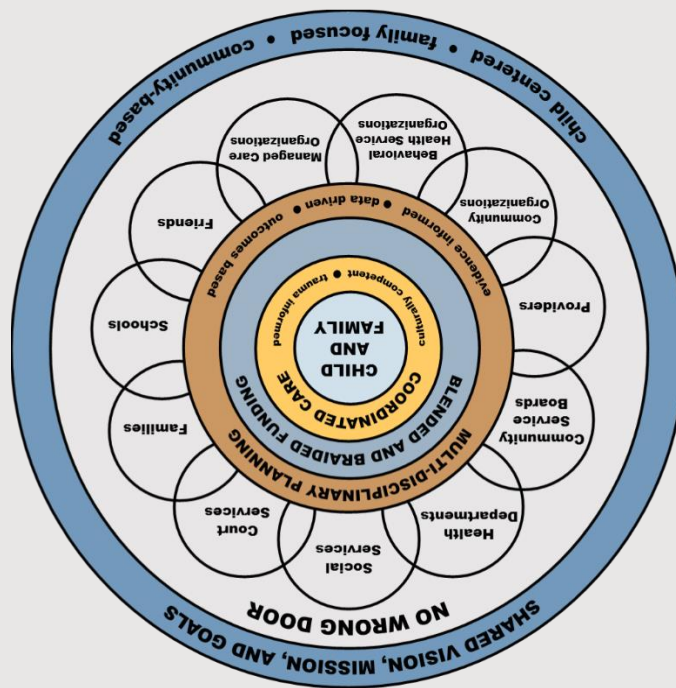 SHARED VISION, MISSION, AND GOALS
NO WRONG DOOR
Social
Services
Court
Services
Families
Schools
Friends
Managed Care
Organizations
Behavioral
Health Service
Organizations
Community
Organizations
Providers
Community
Service
Boards
Health
Departments
MULTI-DISCIPLINARY PLANNING
BLENDED AND BRAIDED FUNDING
COORDINATED CARE
CHILD
AND
FAMILY
culturally competent • trauma informed
evidence informed • data driven • outcomes based
child centered • family focused • community-based